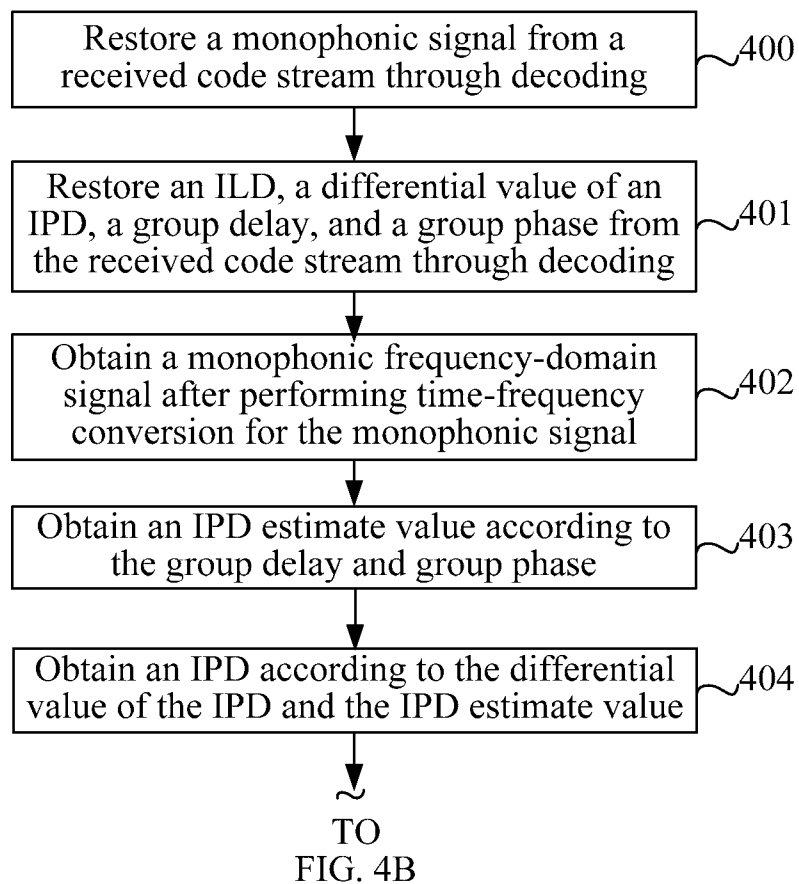 Restore a monophonic signal from a
received code stream through decoding
400
Restore an ILD, a differential value of an
IPD, a group delay, and a group phase from
the received code stream through decoding
401
Obtain a monophonic frequency-domain
signal after performing time-frequency
conversion for the monophonic signal
402
Obtain an IPD estimate value according to
the group delay and group phase
403
Obtain an IPD according to the differential
value of the IPD and the IPD estimate value
404
TO
FIG. 4B